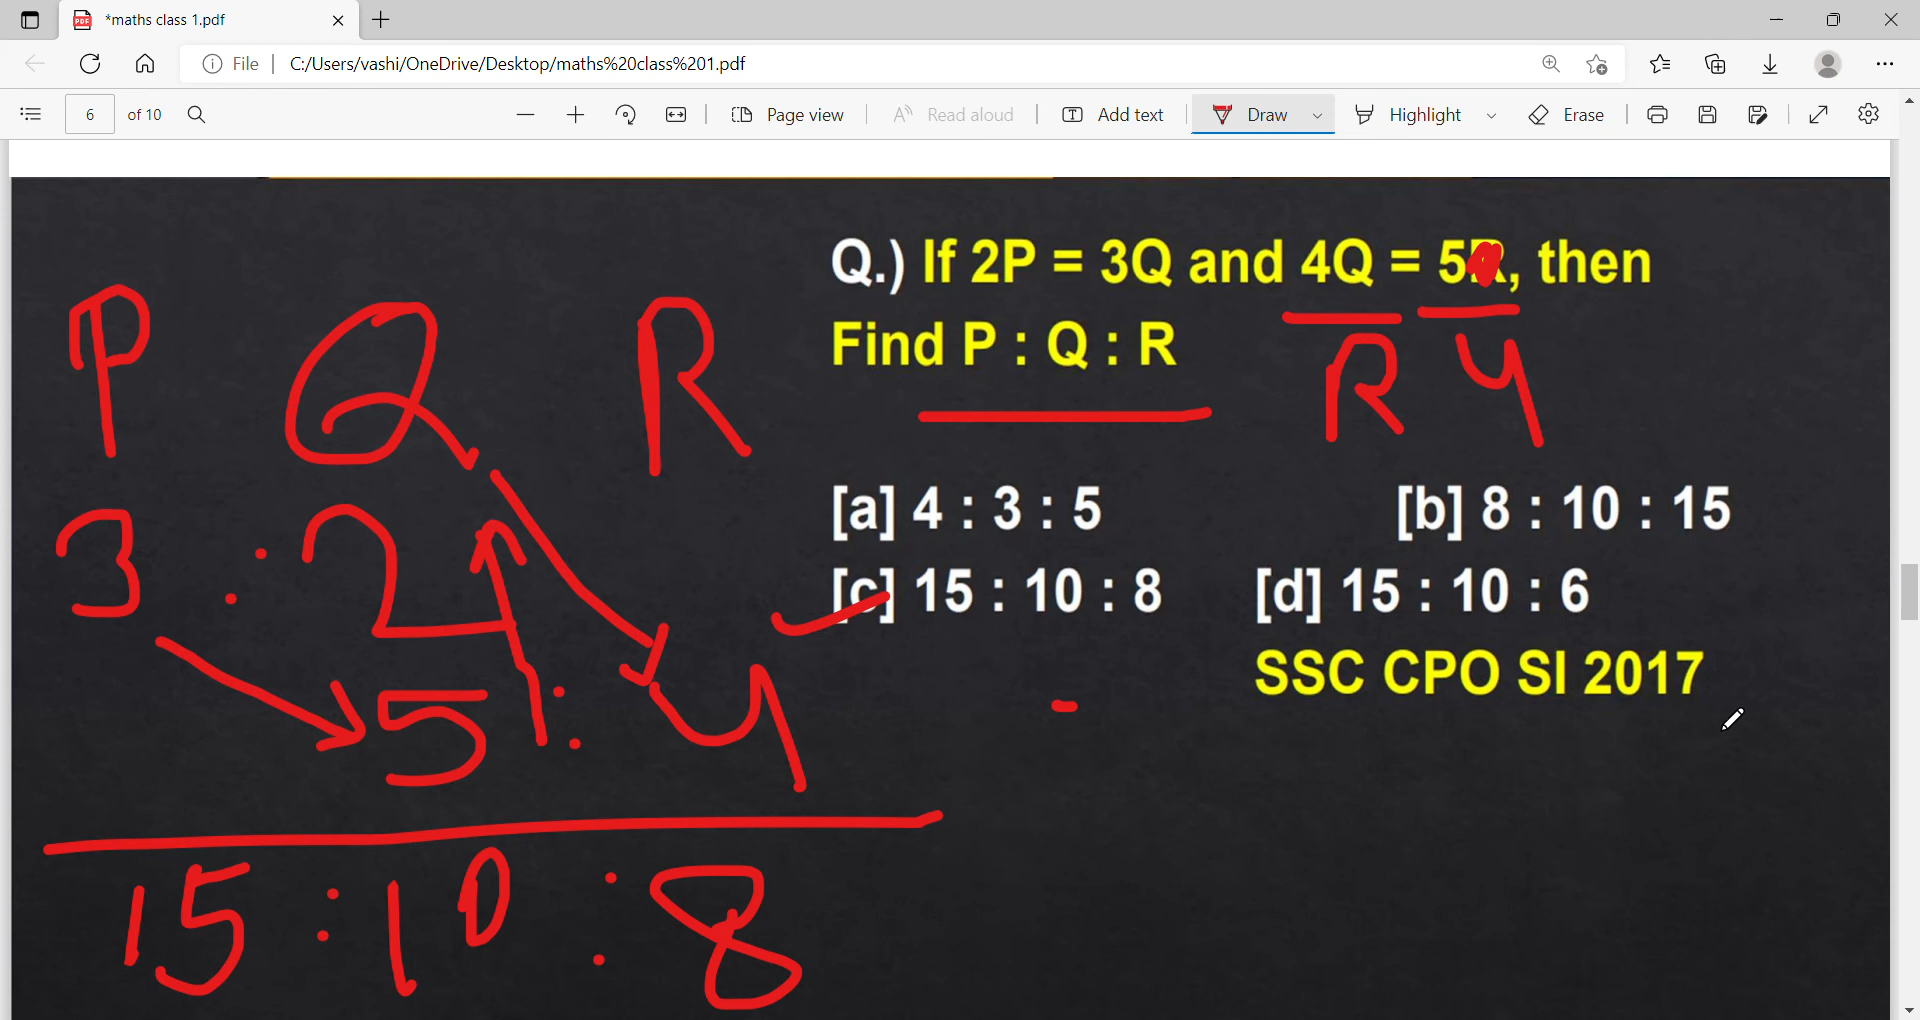 *maths class 1.pdf
File C:/Users/vashi/OneDrive/Desktop/maths%20class%201.pdf
6 of 10 Page view Read aloud Add text Draw Highlight Erase
Q.) If 2P = 3Q and 4Q = 5R, then
Find P : Q : R
R 4
[a] 4 : 3 : 5 [b] 8 : 10 : 15
[c] 15 : 10 : 8 [d] 15 : 10 : 6
SSC CPO SI 2017
P Q R
3 : 2
5 : 4
15 : 10 : 8